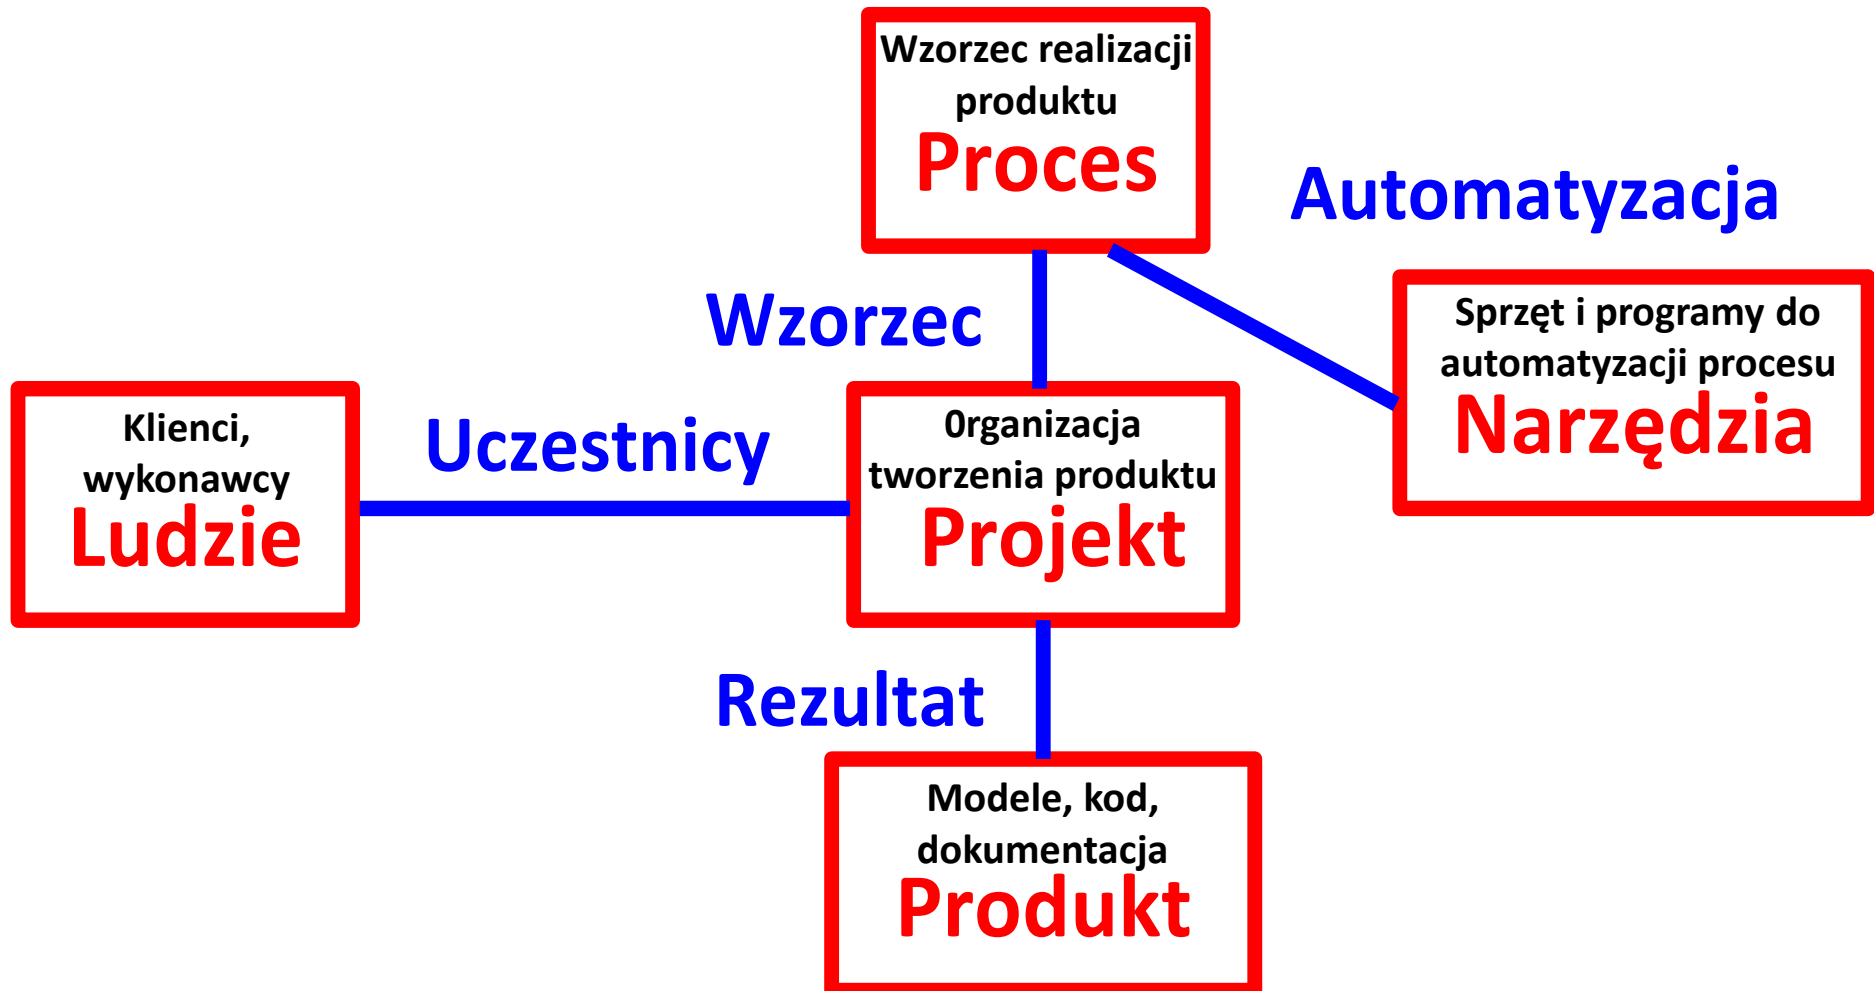 Wzorzec realizacji
produktu
Proces
Automatyzacja
Wzorzec
Sprzęt i programy do
automatyzacji procesu
Narzędzia
Klienci,
wykonawcy
Ludzie
Uczestnicy
0rganizacja
tworzenia produktu
Projekt
Rezultat
Modele, kod,
dokumentacja
Produkt